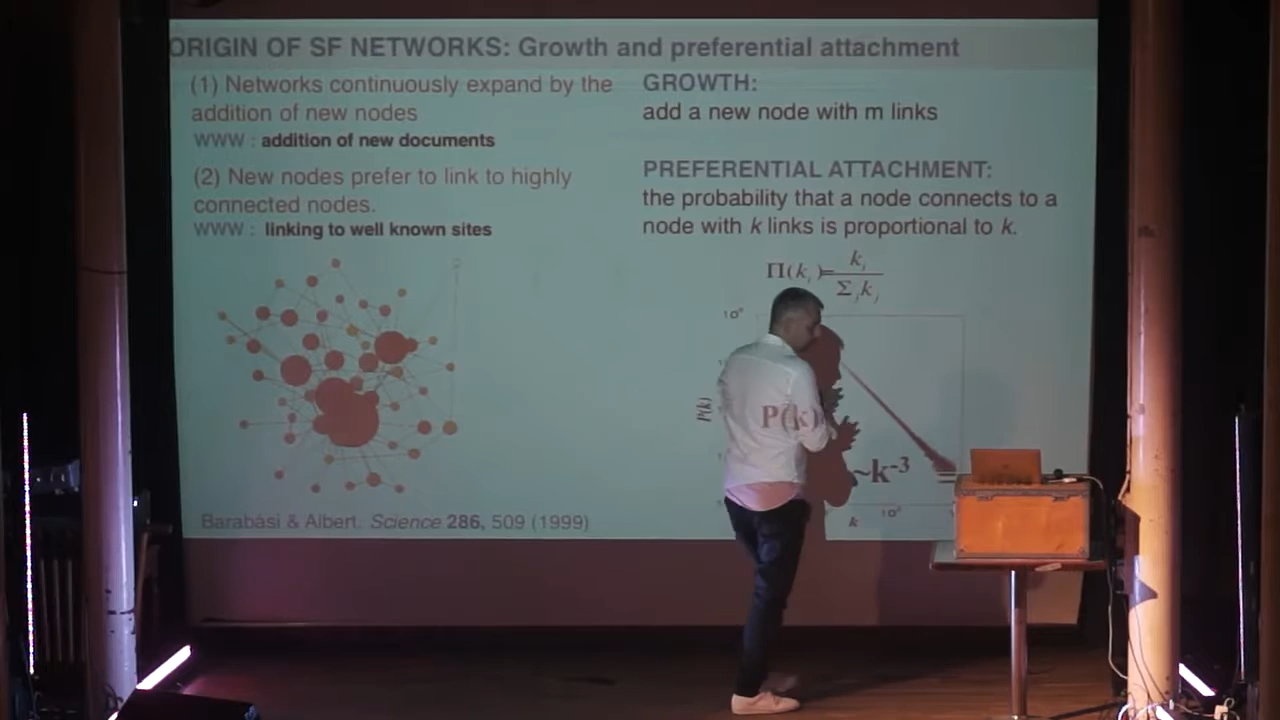 ORIGIN OF SF NETWORKS: Growth and preferential attachment
(1) Networks continuously expand by the
addition of new nodes
WWW : addition of new documents
(2) New nodes prefer to link to highly
connected nodes.
WWW : linking to well known sites
GROWTH:
add a new node with m links
PREFERENTIAL ATTACHMENT:
the probability that a node connects to a
node with k links is proportional to k.
Π(k_i)=k_i/Σ_jk_j
10⁰
P(k)
P(k)
~k⁻³
k
Barabási & Albert. Science 286, 509 (1999)